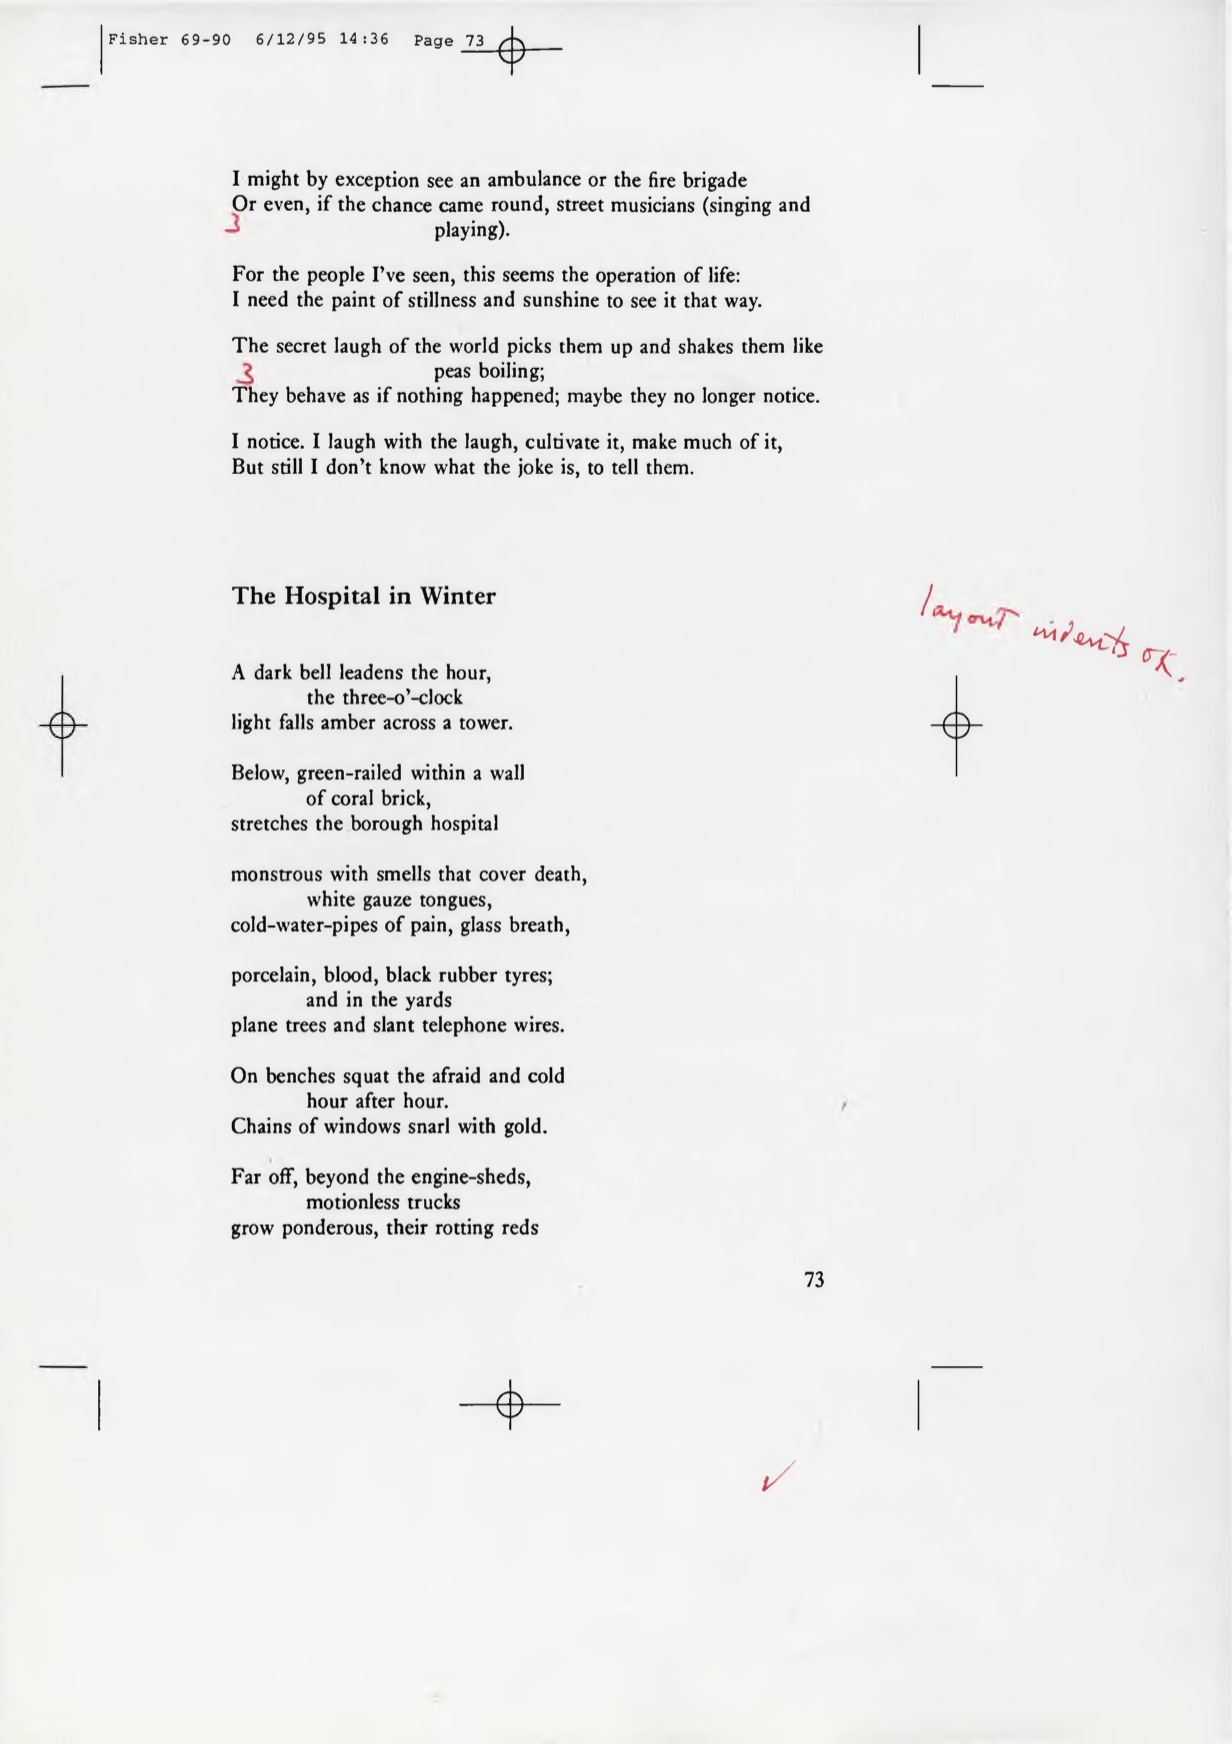 Fisher 69-90 6/12/95 14:36 Page 73
I might by exception see an ambulance or the fire brigade
Or even, if the chance came round, street musicians (singing and
3
playing).
For the people I've seen, this seems the operation of life:
I need the paint of stillness and sunshine to see it that way.
The secret laugh of the world picks them up and shakes them like
3
peas boiling;
They behave as if nothing happened; maybe they no longer notice.
I notice. I laugh with the laugh, cultivate it, make much of it,
But still I don't know what the joke is, to tell them.
The Hospital in Winter
layout indents OK.
A dark bell leadens the hour,
the three-o'-clock
light falls amber across a tower.
Below, green-railed within a wall
of coral brick,
stretches the borough hospital
monstrous with smells that cover death,
white gauze tongues,
cold-water-pipes of pain, glass breath,
porcelain, blood, black rubber tyres;
and in the yards
plane trees and slant telephone wires.
On benches squat the afraid and cold
hour after hour.
Chains of windows snarl with gold.
Far off, beyond the engine-sheds,
motionless trucks
grow ponderous, their rotting reds
73